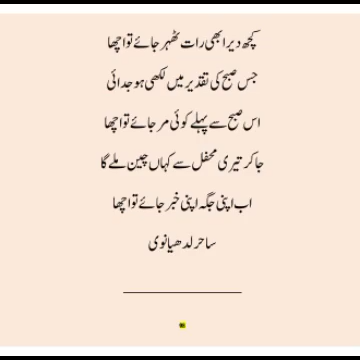 کچھ دیر ابھی رات ٹھہر جائے تو اچھا
جس صبح کی تقدیر میں لکھی ہو جدائی
اس صبح سے پہلے کوئی مر جائے تو اچھا
جا کر تیری محفل سے کہاں چین ملے گا
اب اپنی جگہ اپنی خبر جائے تو اچھا
ساحر لدھیانوی